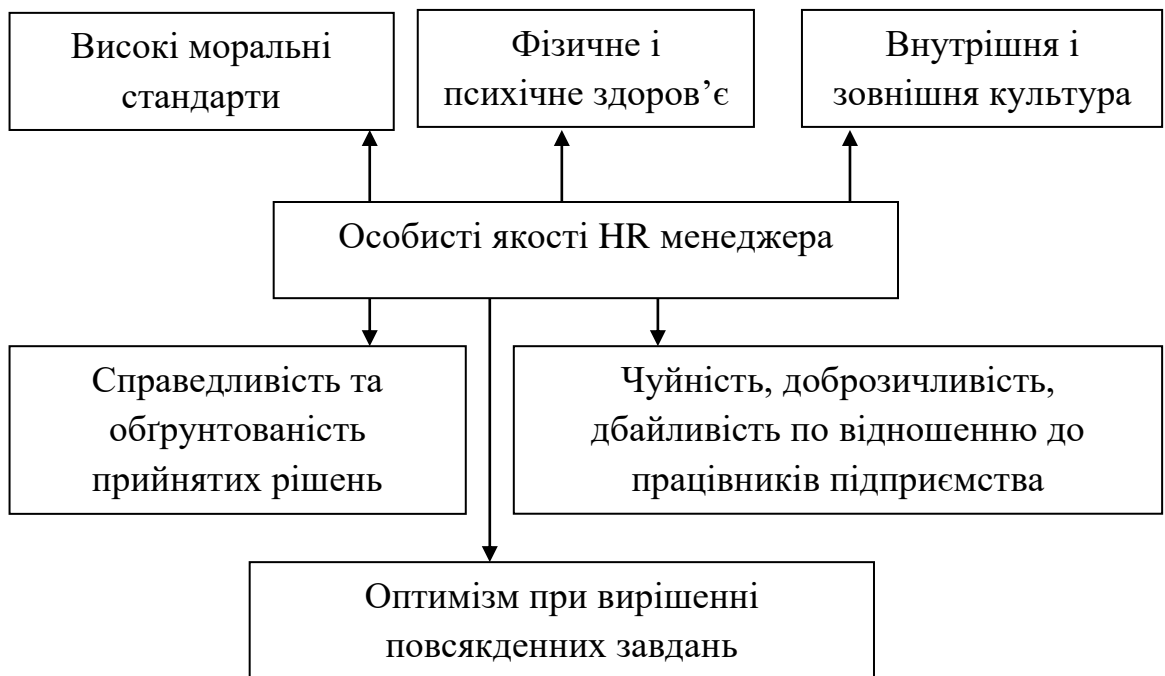 Високі моральні
стандарти
Фізичне і
психічне здоров’є
Внутрішня і
зовнішня культура
Особисті якості HR менеджера
Справедливість та
обґрунтованість
прийнятих рішень
Чуйність, доброзичливість,
дбайливість по відношенню до
працівників підприємства
Оптимізм при вирішенні
повсякденних завдань